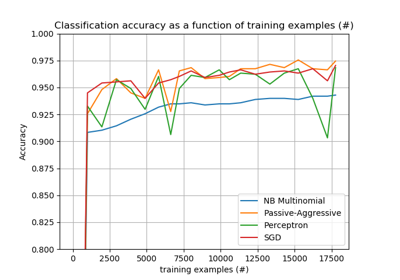 Classification accuracy as a function of training examples (#)
1.000
0.975
0.950
0.925
0.900
0.875
0.850
0.825
0.800
Accuracy
NB Multinomial
Passive-Aggressive
Perceptron
SGD
0 2500 5000 7500 10000 12500 15000 17500
training examples (#)